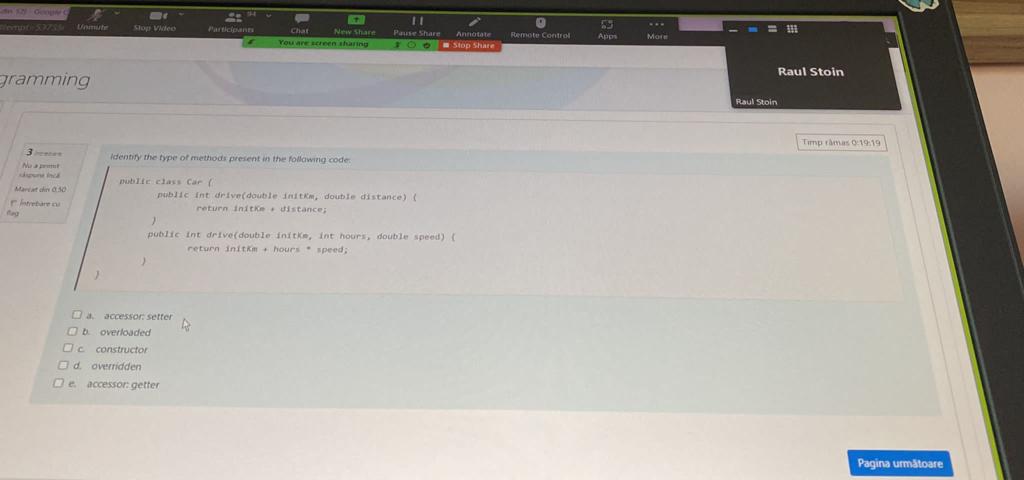 Unmute
Stop Video
Participants
94
Chat
New Share
Pause Share
Annotate
Remote Control
Apps
More
You are screen sharing
Stop Share
Raul Stoin
Raul Stoin
gramming
Timp rămas 0:19:19
3 Întrebare
Nu a primit
răspuns încă
Marcat din 0,50
Întrebare cu
flag
Identify the type of methods present in the following code:
public class Car {
public int drive(double initKm, double distance) {
return initKm + distance;
}
public int drive(double initKm, int hours, double speed) {
return initKm + hours * speed;
}
}
a. accessor: setter
b. overloaded
c. constructor
d. overridden
e. accessor: getter
Pagina următoare